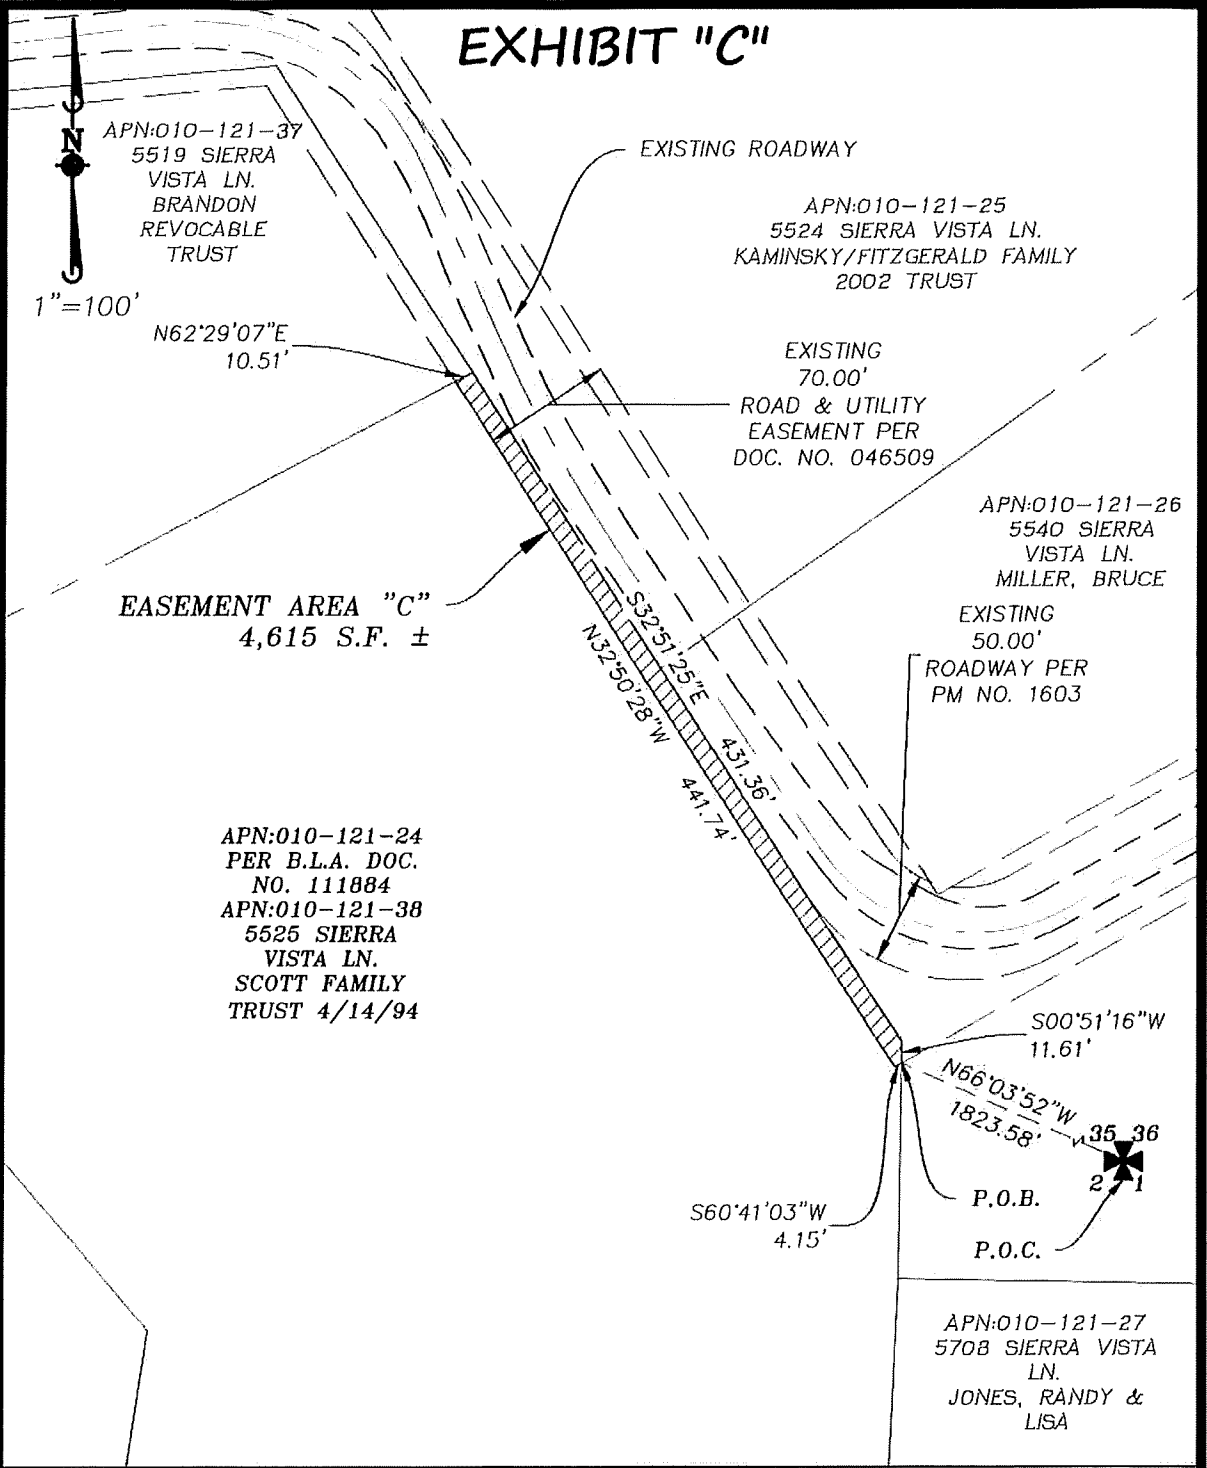 EXHIBIT "C"
N
1"=100'
APN:010-121-37
5519 SIERRA
VISTA LN.
BRANDON
REVOCABLE
TRUST
EXISTING ROADWAY
APN:010-121-25
5524 SIERRA VISTA LN.
KAMINSKY/FITZGERALD FAMILY
2002 TRUST
N62°29'07"E
10.51'
EXISTING
70.00'
ROAD & UTILITY
EASEMENT PER
DOC. NO. 046509
APN:010-121-26
5540 SIERRA
VISTA LN.
MILLER, BRUCE
EXISTING
50.00'
ROADWAY PER
PM NO. 1603
EASEMENT AREA "C"
4,615 S.F. ±
S32°51'25"E
431.36'
N32°50'28"W
441.74'
APN:010-121-24
PER B.L.A. DOC.
NO. 111884
APN:010-121-38
5525 SIERRA
VISTA LN.
SCOTT FAMILY
TRUST 4/14/94
S00°51'16"W
11.61'
N66°03'52"W
1823.58'
35 36
2 1
S60°41'03"W
4.15'
P.O.B.
P.O.C.
APN:010-121-27
5708 SIERRA VISTA
LN.
JONES, RANDY &
LISA